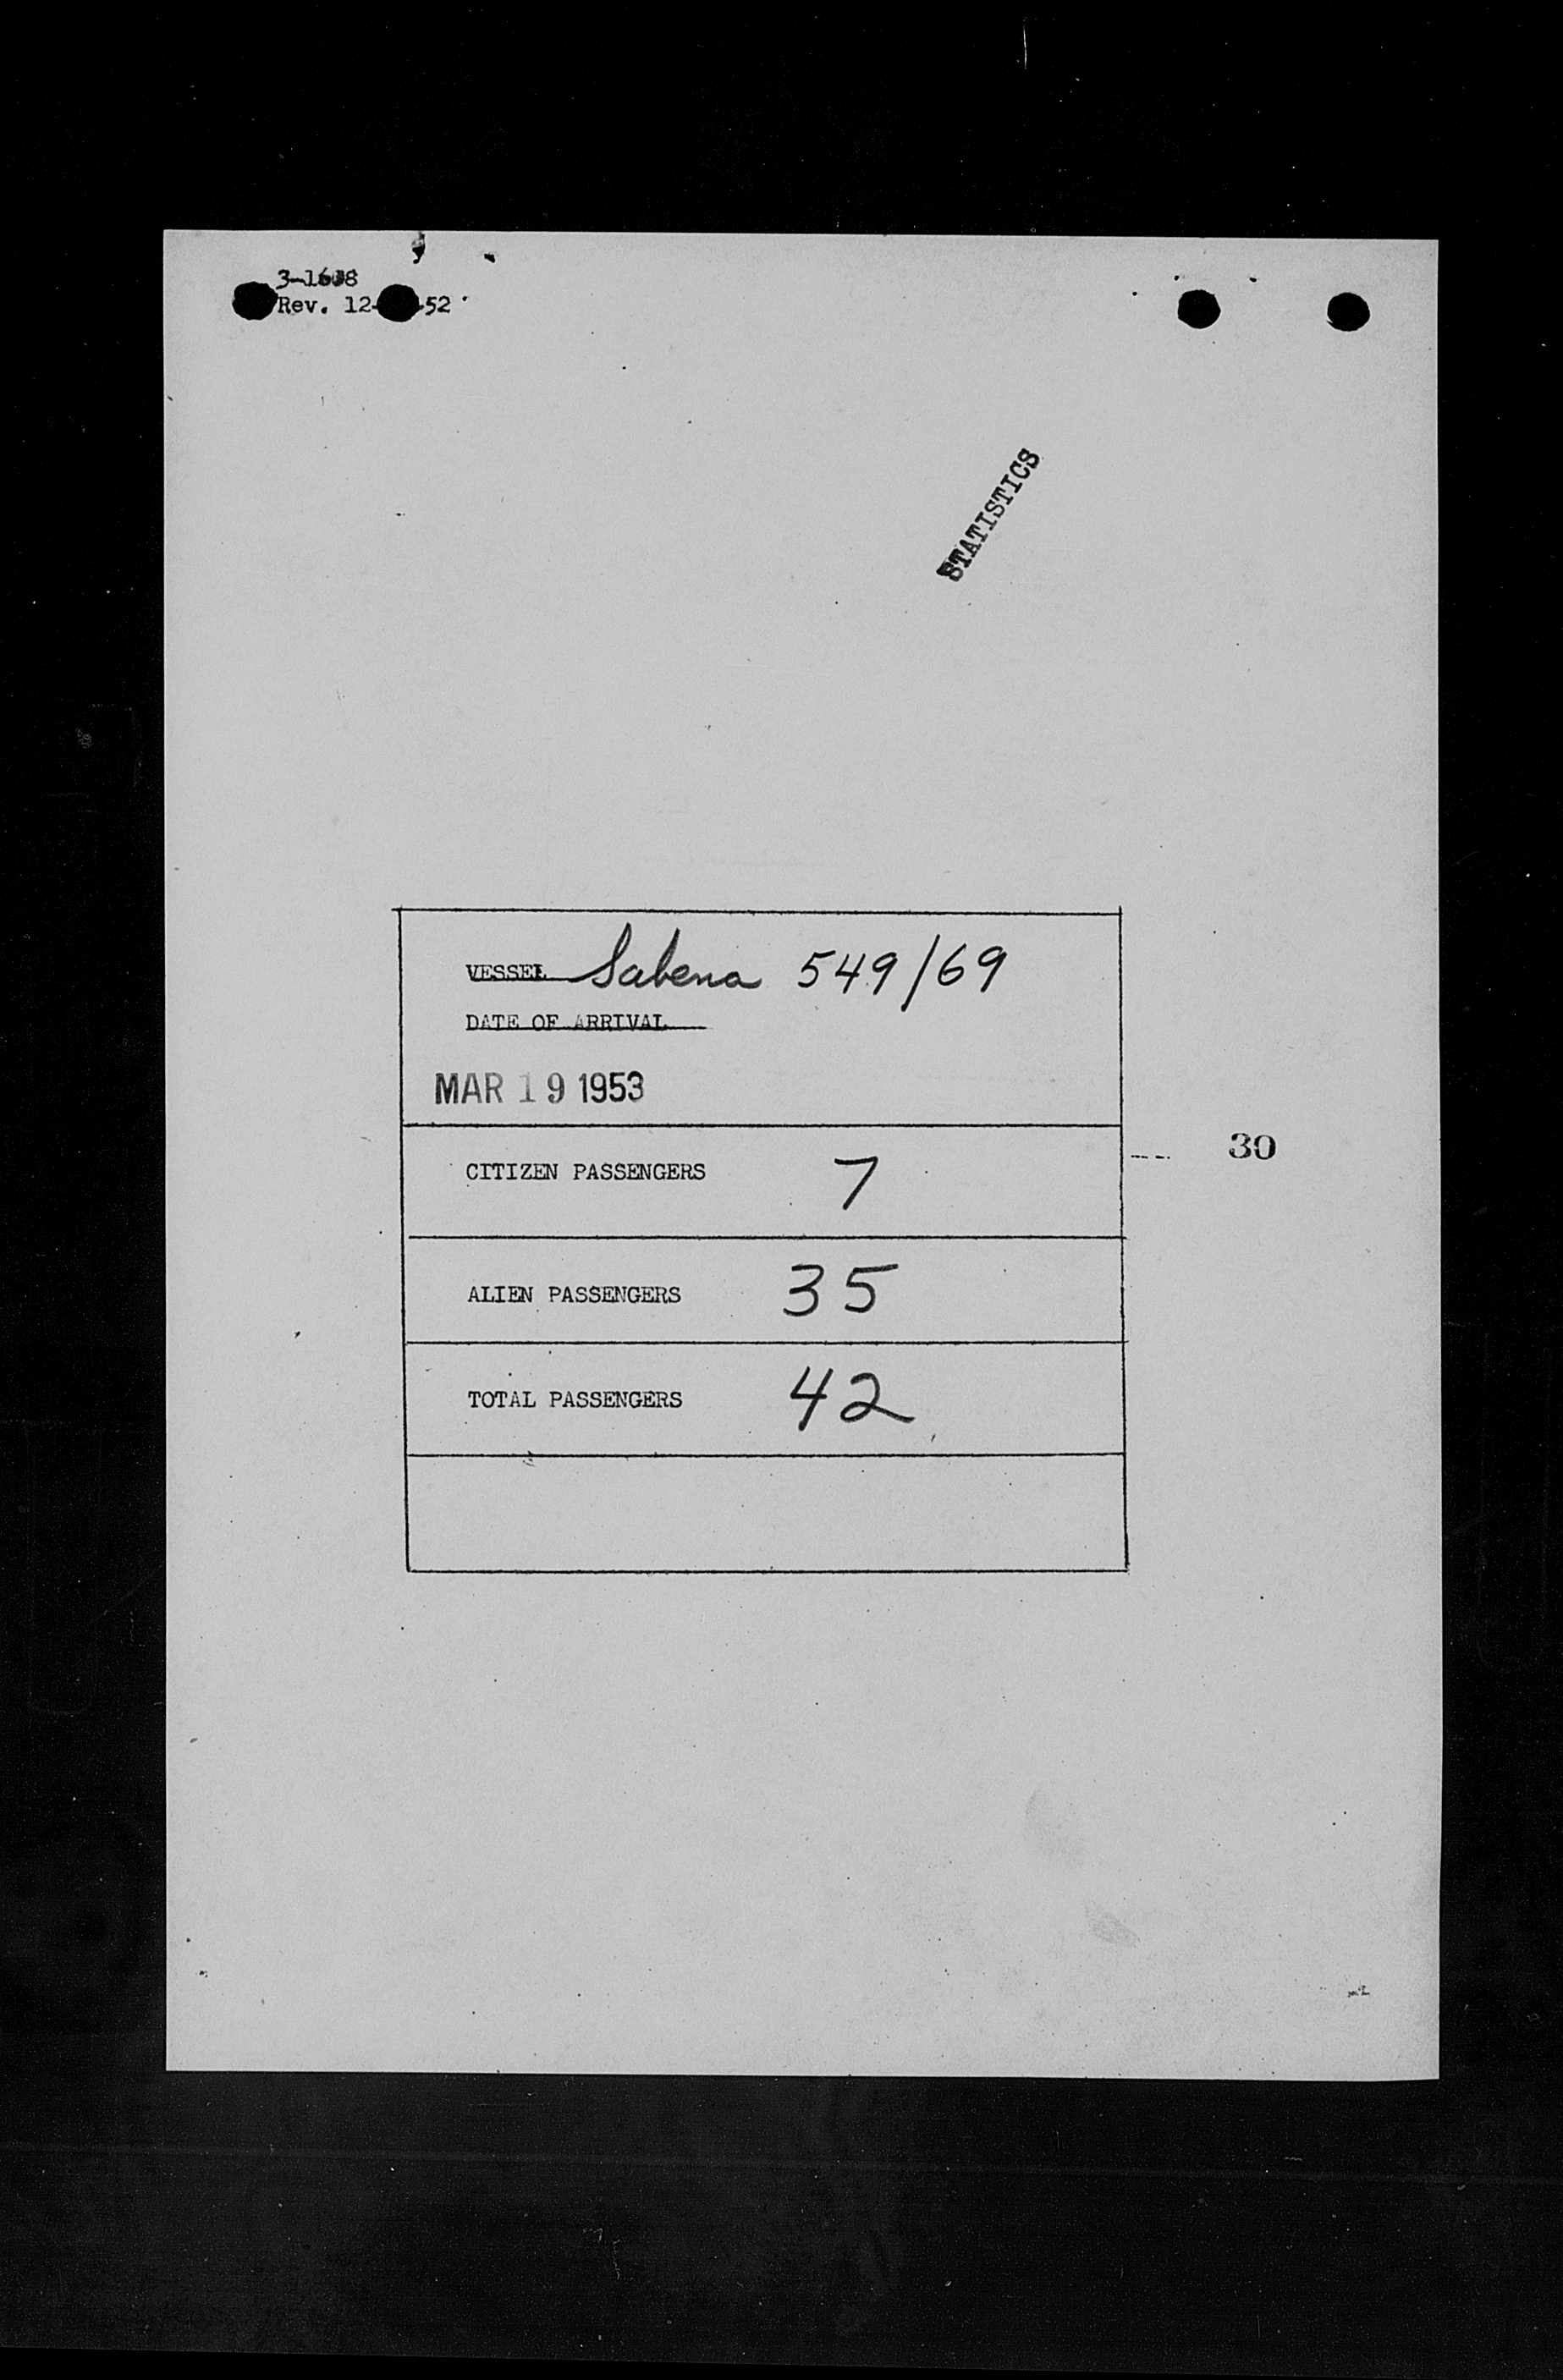 3-1608
Rev. 12- -52
STATISTICS
VESSEL Sabena 549/69
DATE OF ARRIVAL
MAR 19 1953
30
CITIZEN PASSENGERS 7
ALIEN PASSENGERS 35
TOTAL PASSENGERS 42